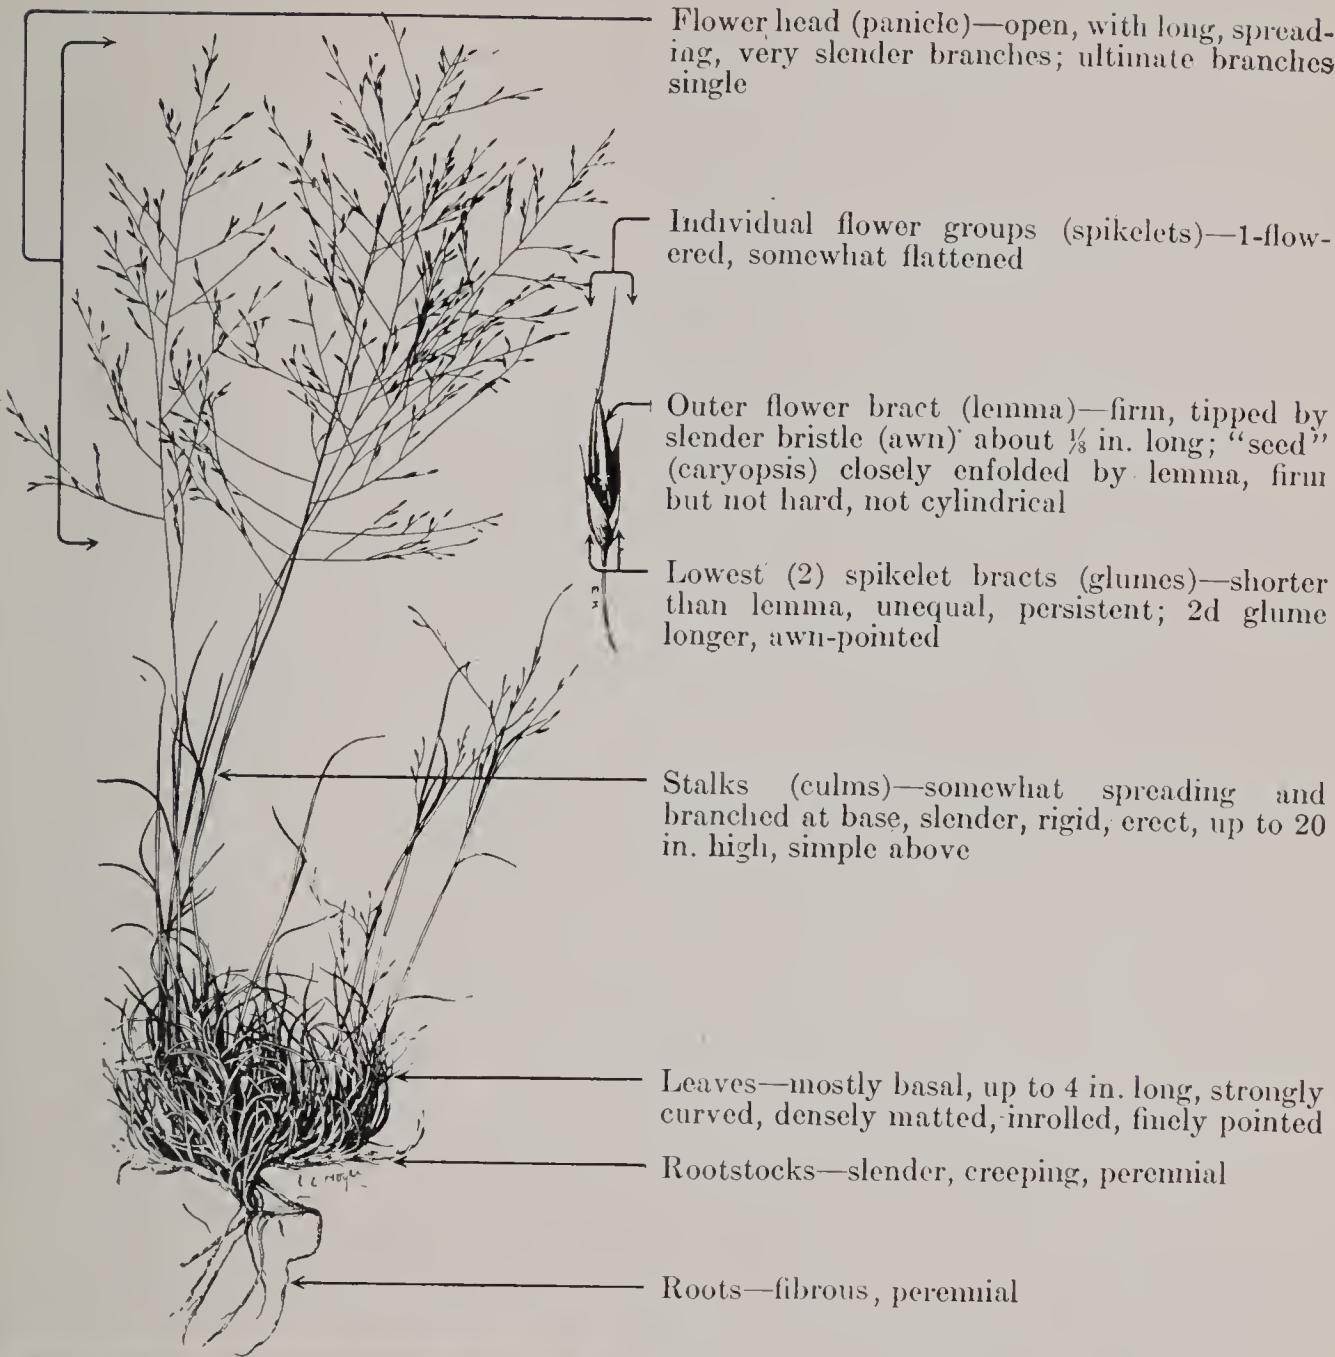 Flower head (panicle)—open, with long, spread-
ing, very slender branches; ultimate branches
single
Individual flower groups (spikelets)—1-flow-
ered, somewhat flattened
Outer flower bract (lemma)—firm, tipped by
slender bristle (awn) about ⅛ in. long; “seed”
(caryopsis) closely enfolded by lemma, firm
but not hard, not cylindrical
Lowest (2) spikelet bracts (glumes)—shorter
than lemma, unequal, persistent; 2d glume
longer, awn-pointed
Stalks (culms)—somewhat spreading and
branched at base, slender, rigid, erect, up to 20
in. high, simple above
Leaves—mostly basal, up to 4 in. long, strongly
curved, densely matted, inrolled, finely pointed
Rootstocks—slender, creeping, perennial
Roots—fibrous, perennial